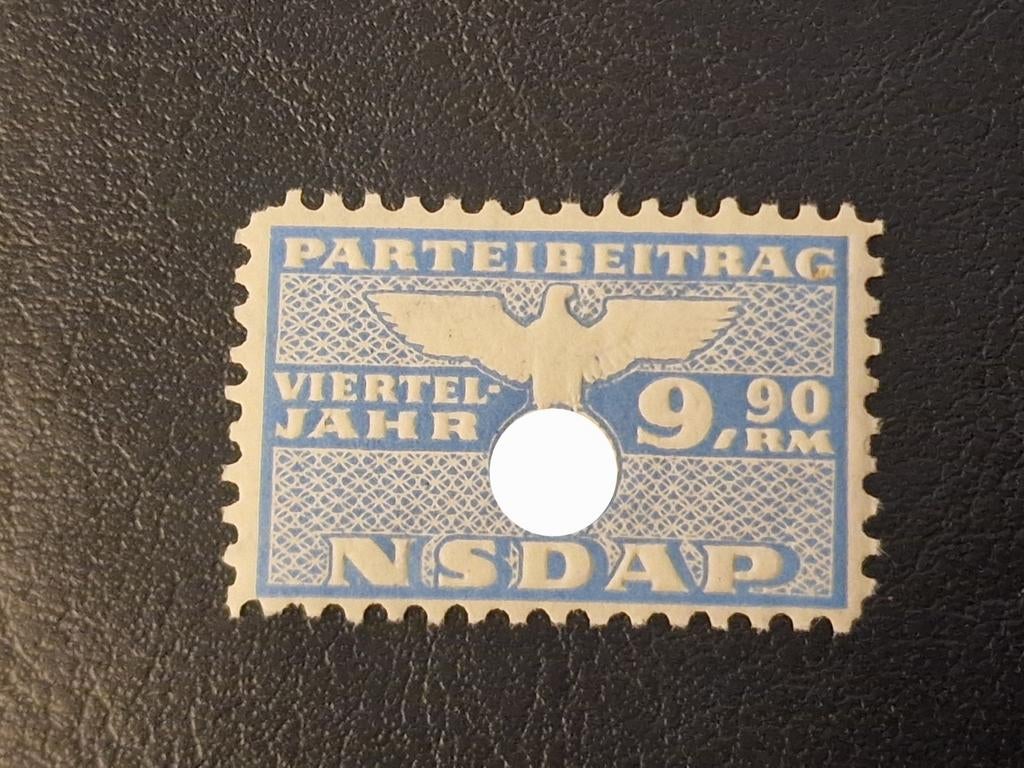 PARTEIBEITRAG
VIERTEL-
JAHR
9,90
RM
NSDAP